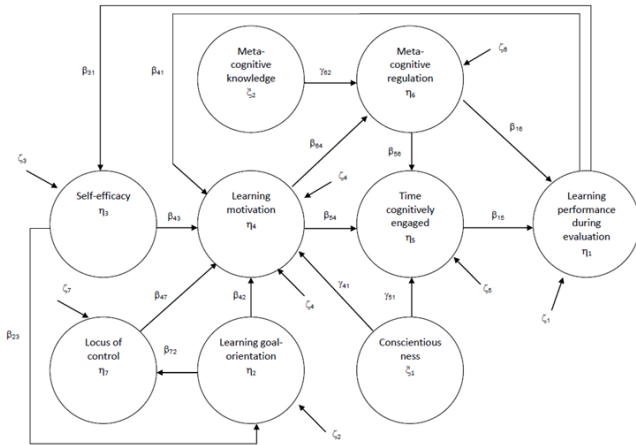 β31
β41
Meta-
cognitive
knowledge
ξ2
γ62
Meta-
cognitive
regulation
η6
ζ6
β64
β56
β16
ζ3
Self-efficacy
η3
β43
Learning
motivation
η4
ζ4
β54
Time
cognitively
engaged
η5
β15
Learning
performance
during
evaluation
η1
ζ7
β47
β42
ζ4
γ41
γ51
ζ5
ζ1
β23
Locus of
control
η7
β72
Learning goal-
orientation
η2
ζ2
Conscientious
ness
ξ1